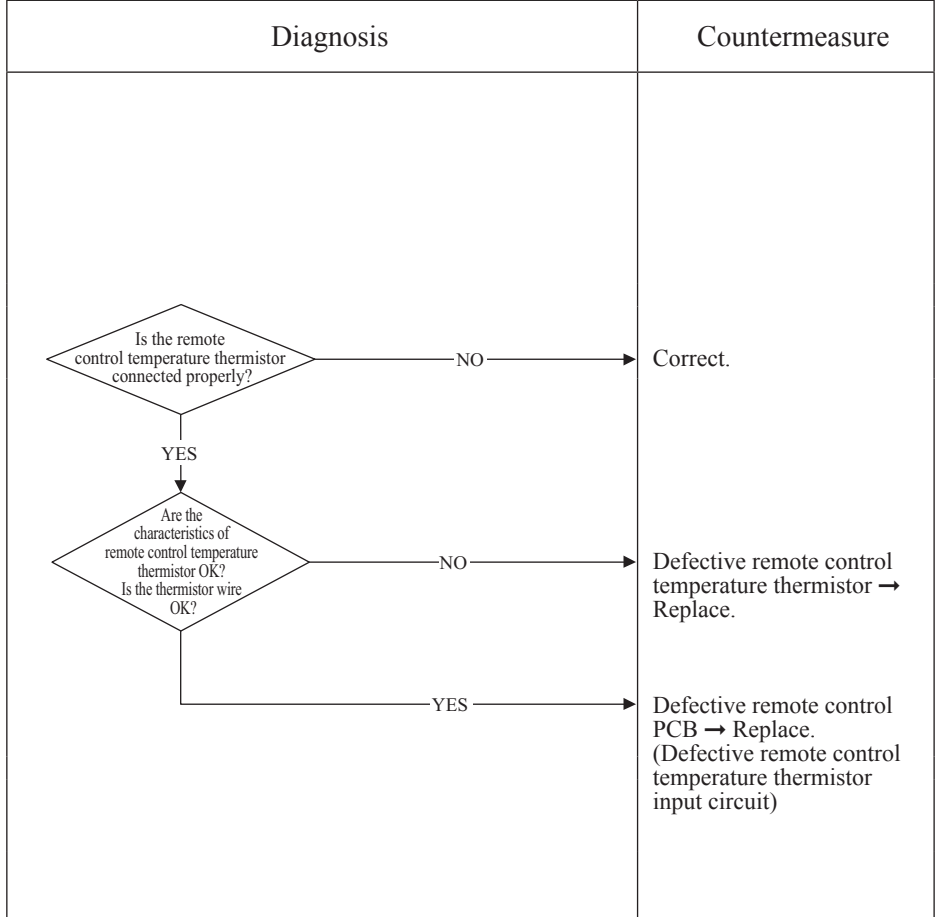 Diagnosis
Countermeasure
Is the remote
control temperature thermistor
connected properly?
NO
Correct.
YES
Are the
characteristics of
remote control temperature
thermistor OK?
Is the thermistor wire
OK?
NO
Defective remote control
temperature thermistor →
Replace.
YES
Defective remote control
PCB → Replace.
(Defective remote control
temperature thermistor
input circuit)